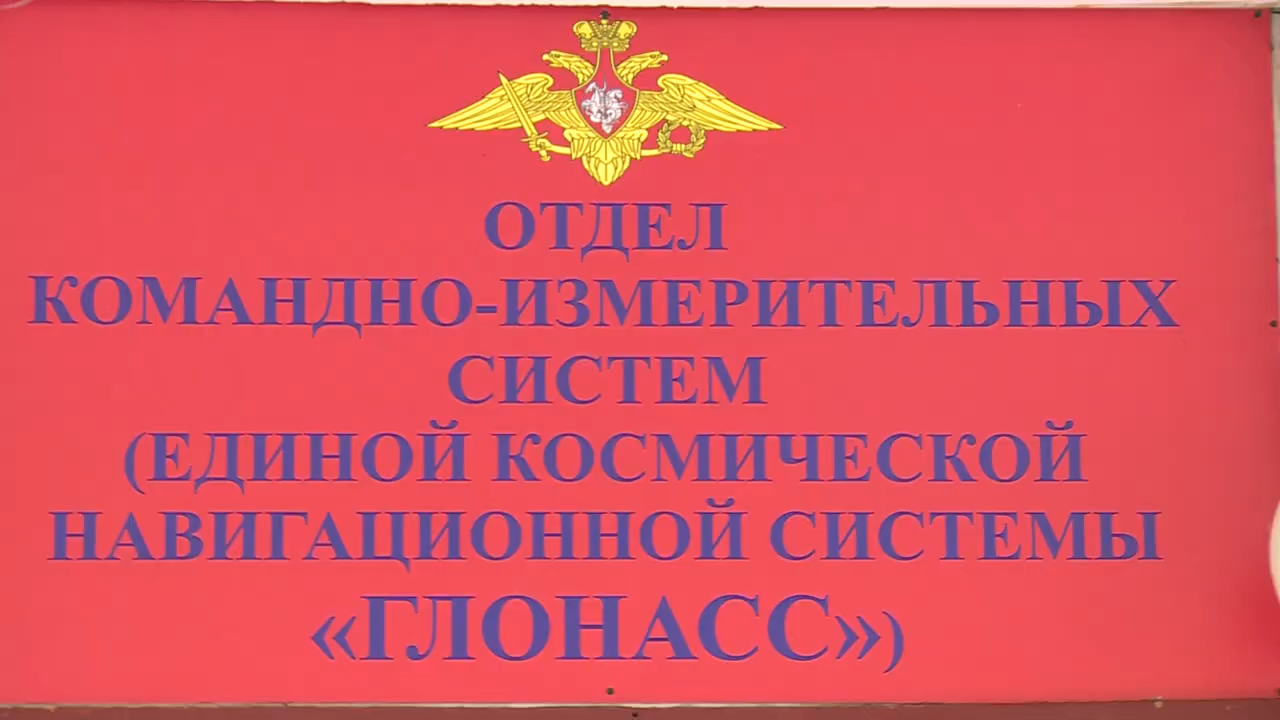 ОТДЕЛ
КОМАНДНО-ИЗМЕРИТЕЛЬНЫХ
СИСТЕМ
(ЕДИНОЙ КОСМИЧЕСКОЙ
НАВИГАЦИОННОЙ СИСТЕМЫ
«ГЛОНАСС»)